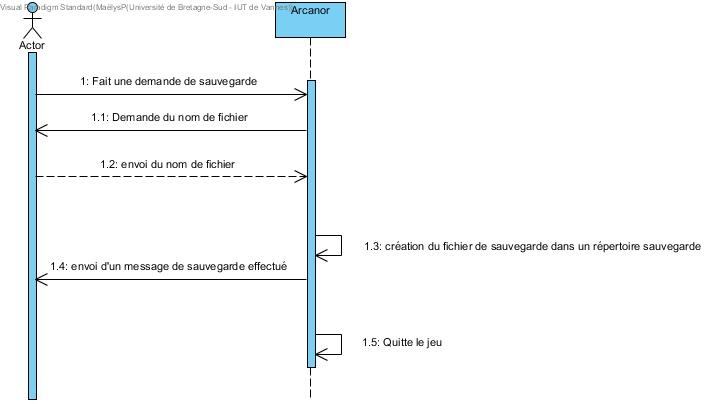 Visual Paradigm Standard(MaëlysP(Université de Bretagne-Sud - IUT de Vannes))
Arcanor
Actor
1: Fait une demande de sauvegarde
1.1: Demande du nom de fichier
1.2: envoi du nom de fichier
1.3: création du fichier de sauvegarde dans un répertoire sauvegarde
1.4: envoi d'un message de sauvegarde effectué
1.5: Quitte le jeu